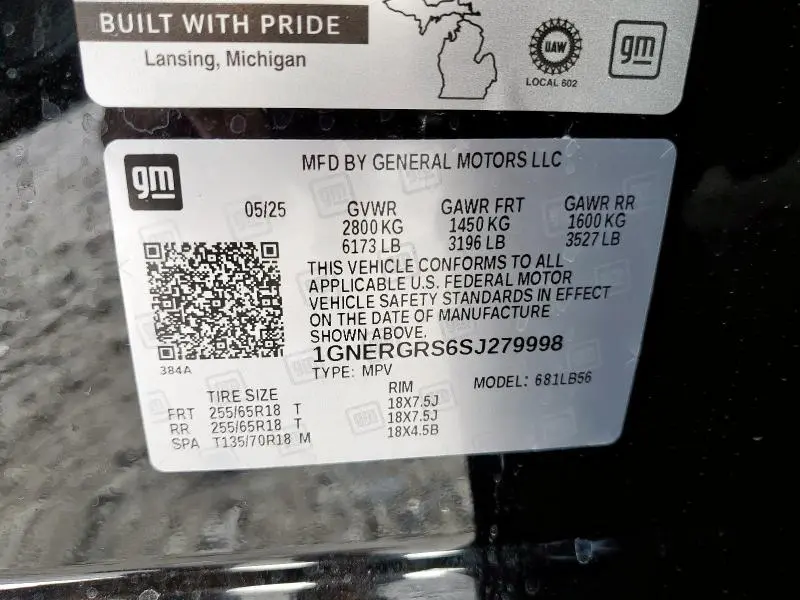 BUILT WITH PRIDE
Lansing, Michigan
UAW
LOCAL 602
gm
gm
MFD BY GENERAL MOTORS LLC
05/25 GVWR GAWR FRT GAWR RR
2800 KG 1450 KG 1600 KG
6173 LB 3196 LB 3527 LB
THIS VEHICLE CONFORMS TO ALL
APPLICABLE U.S. FEDERAL MOTOR
VEHICLE SAFETY STANDARDS IN EFFECT
ON THE DATE OF MANUFACTURE
SHOWN ABOVE.
1GNERGRS6SJ279998
384A
TYPE: MPV MODEL: 681LB56
TIRE SIZE RIM
FRT 255/65R18 T 18X7.5J
RR 255/65R18 T 18X7.5J
SPA T135/70R18 M 18X4.5B